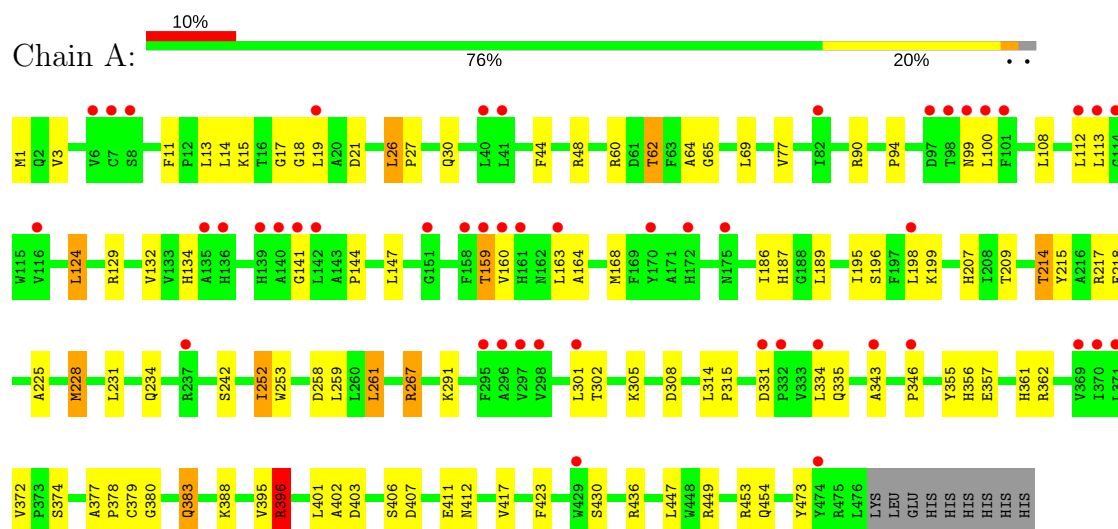 10%
Chain A:
76% 20% • •
M1 Q2 V3 V6 C7 S8 F11 P12 L13 L14 K15 T16 G17 G18 L19 A20 D21 L26 P27 Q30 L40 L41 F44 R48 R60 D61 T62 F63 A64 G65 L69 V77 I82 R90 P94 D97 T98 N99 L100 F101 L108 L112 L113
W115 V116 L124 R129 V132 V133 H134 A135 H136 H139 A140 G141 L142 A143 P144 L147 G151 F158 T159 V160 H161 N162 L163 A164 M168 F169 Y170 A171 H172 N175 I186 H187 G188 L189 I195 S196 F197 L198 K199 H207 I208 T209 T214 Y215 A216 R217
A225 M228 L231 Q234 R237 S242 I252 W253 D258 L259 L260 L261 R267 K291 F295 A296 V297 V298 L301 T302 K305 D308 L314 P315 D331 P332 V333 L334 Q335 A343 P346 Y355 H356 E357 H361 R362 V369 I370 L371
V372 P373 S374 A377 P378 C379 G380 Q383 K388 V395 R396 L401 A402 D403 S406 D407 E411 N412 V417 F423 W429 S430 R436 L447 W448 R449 R453 Q454 Y473 Y474 R475 L476 LYS LEU GLU HIS HIS HIS HIS HIS HIS